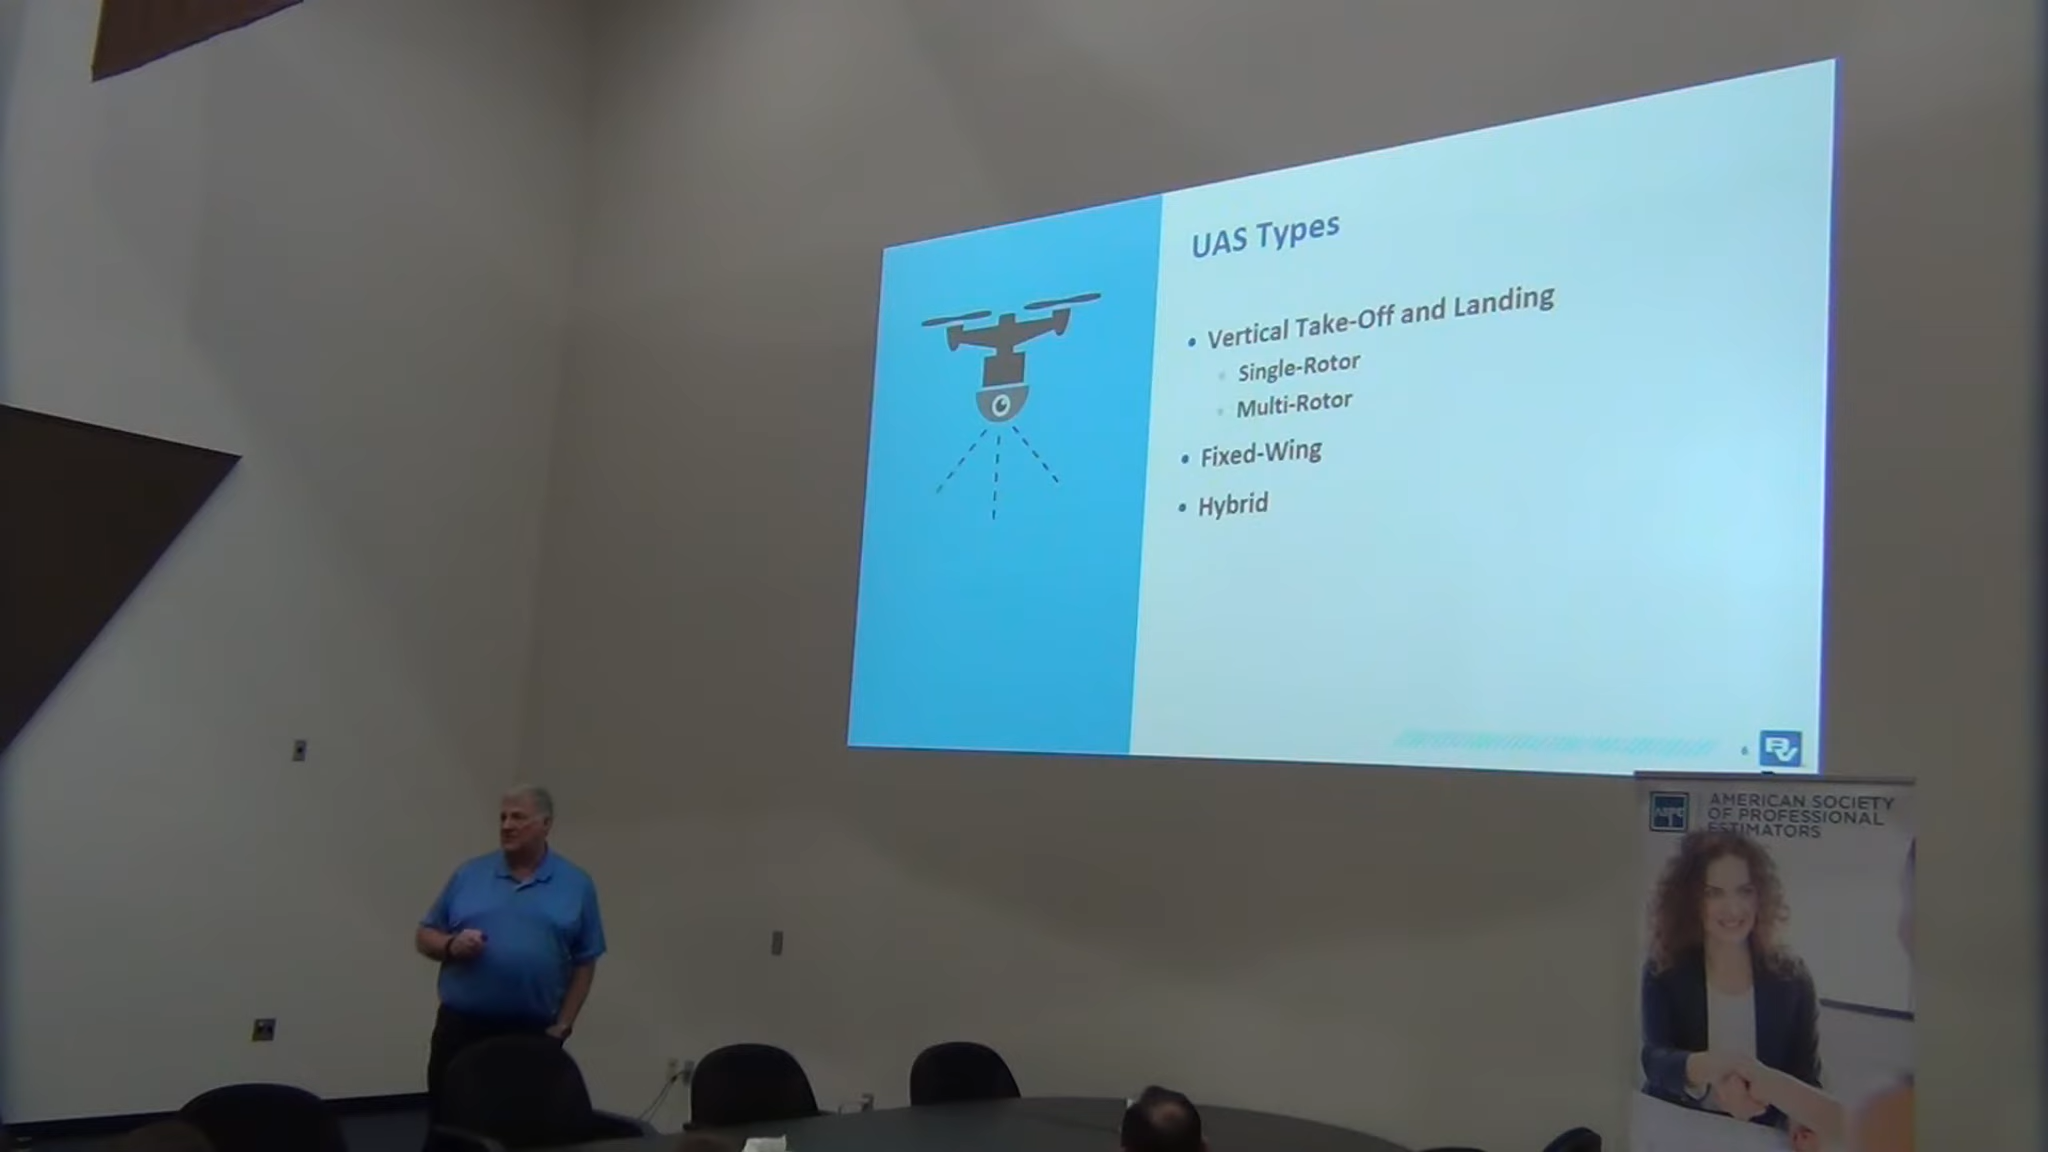 UAS Types
• Vertical Take-Off and Landing
Single-Rotor
Multi-Rotor
• Fixed-Wing
• Hybrid
AMERICAN SOCIETY
OF PROFESSIONAL
ESTIMATORS